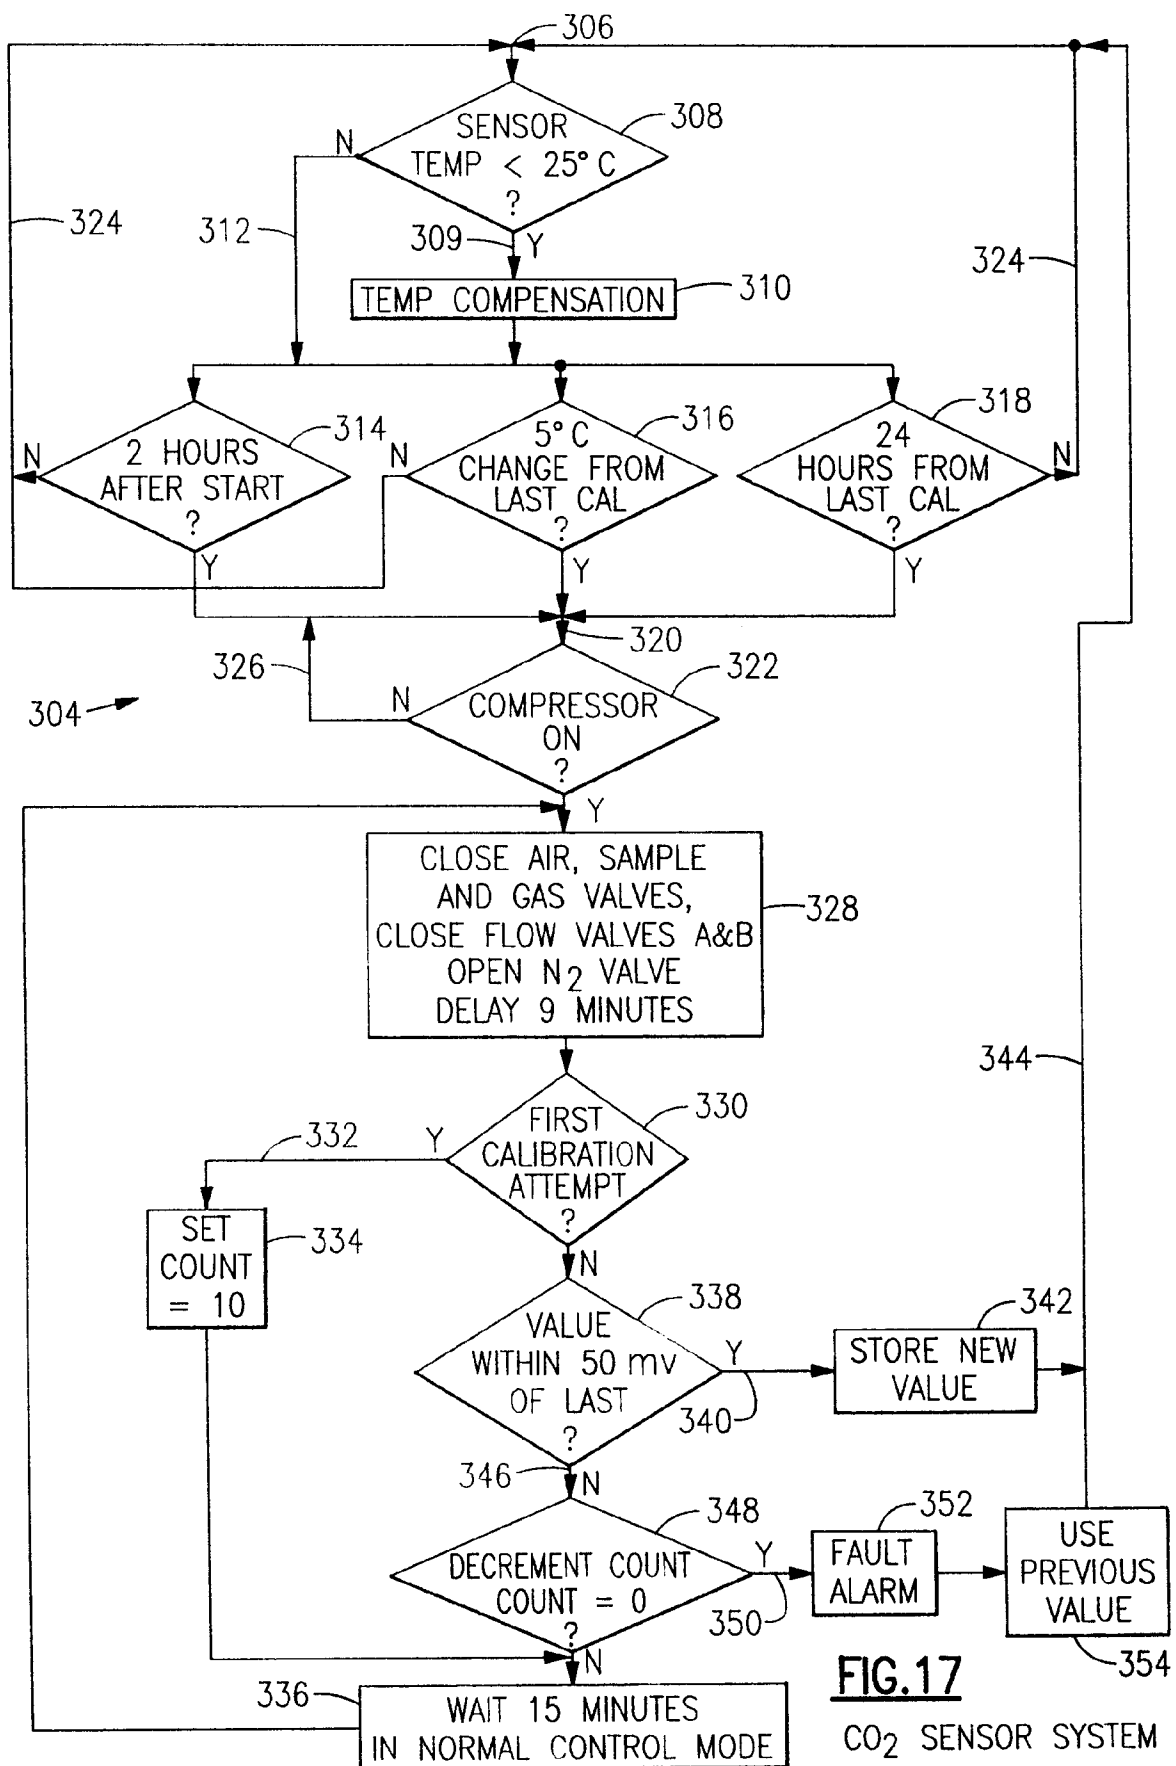 306
SENSOR
TEMP < 25° C
?
308
N
324
312
309
Y
324
TEMP COMPENSATION
310
2 HOURS
AFTER START
?
314
N
Y
5° C
CHANGE FROM
LAST CAL
?
316
N
Y
24
HOURS FROM
LAST CAL
?
318
N
Y
320
326
304
COMPRESSOR
ON
?
322
N
Y
CLOSE AIR, SAMPLE
AND GAS VALVES,
CLOSE FLOW VALVES A&B
OPEN N2 VALVE
DELAY 9 MINUTES
328
344
FIRST
CALIBRATION
ATTEMPT
?
330
332
Y
N
SET
COUNT
= 10
334
VALUE
WITHIN 50 mv
OF LAST
?
338
Y
340
STORE NEW
VALUE
342
346
N
DECREMENT COUNT
COUNT = 0
?
348
Y
350
FAULT
ALARM
352
USE
PREVIOUS
VALUE
354
N
336
WAIT 15 MINUTES
IN NORMAL CONTROL MODE
FIG.17
CO2 SENSOR SYSTEM